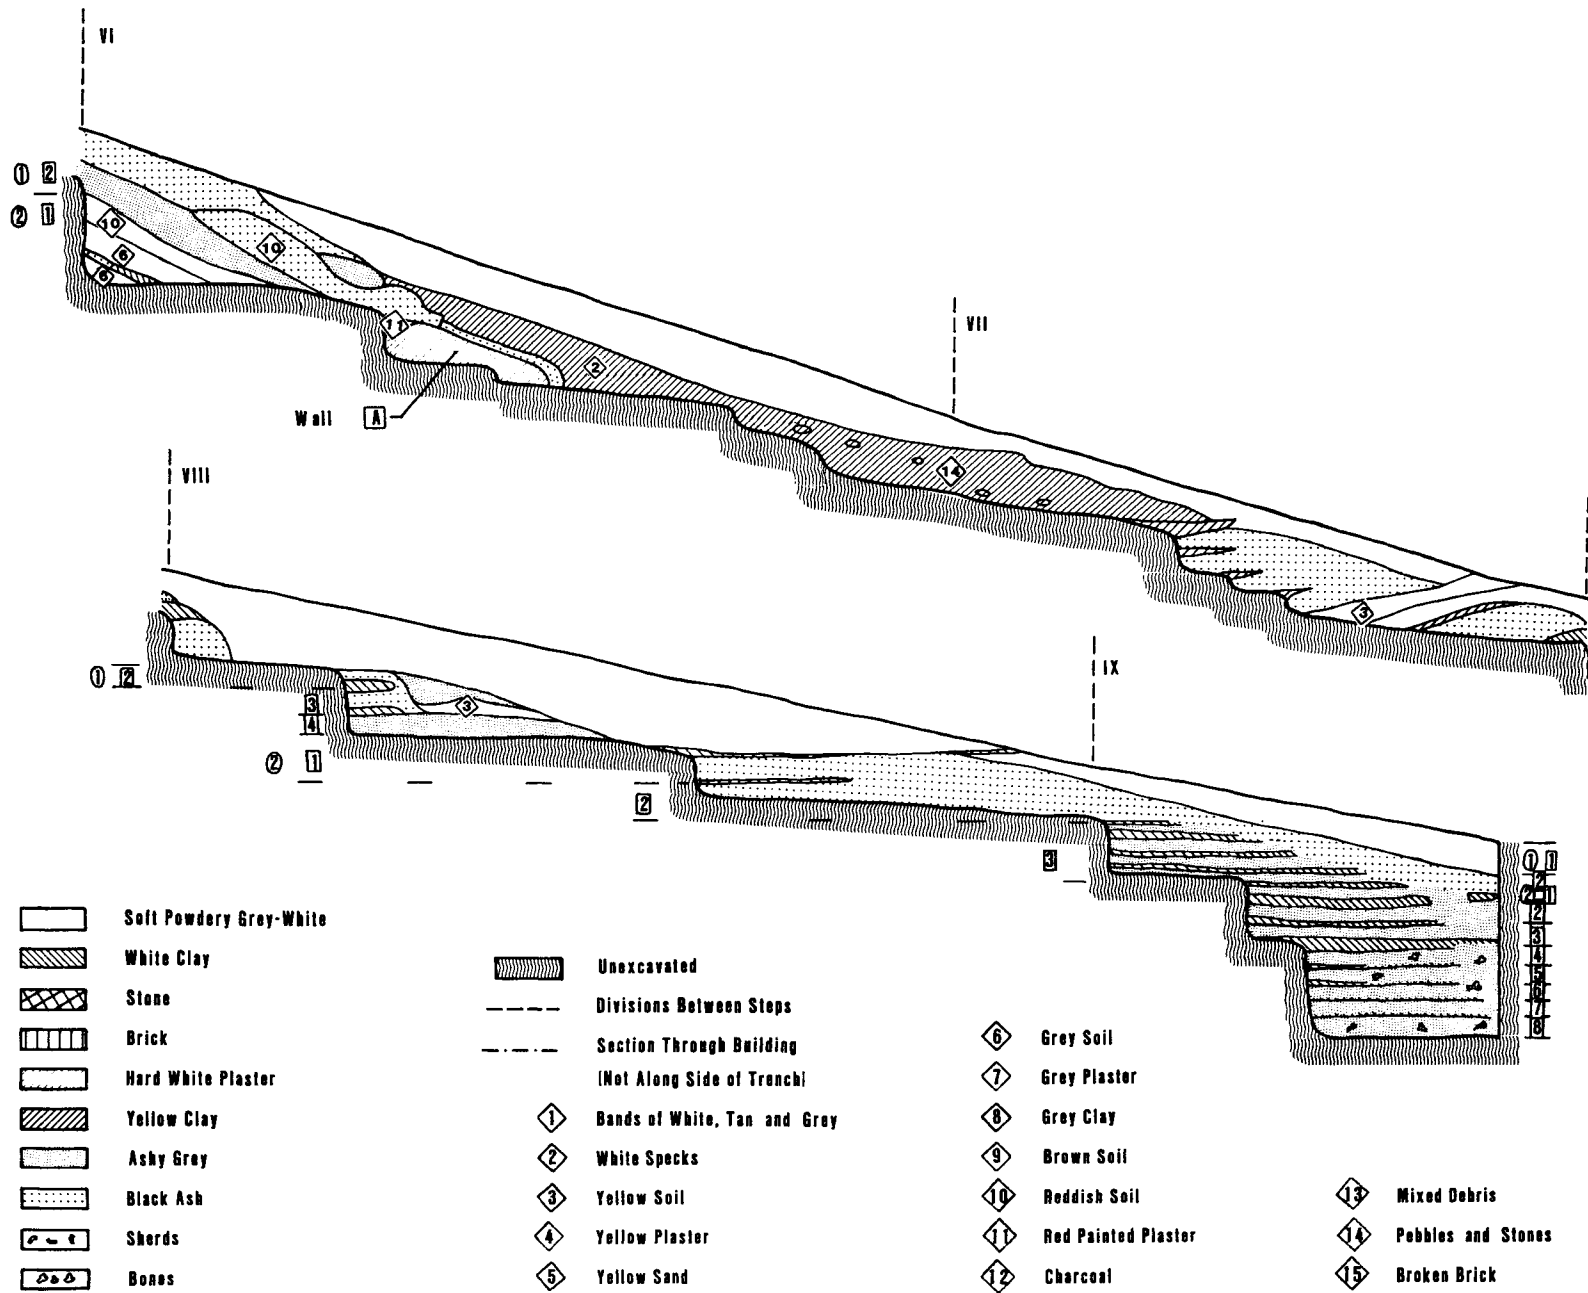 VI
① 2
② 1
10
10
6
6
11
2
VII
Wall A
14
3
VIII
① 2
3
3
4
② 1
2
IX
3
① 1
2
② 1
2
3
4
5
6
7
8
Soft Powdery Grey-White
White Clay
Stone
Brick
Hard White Plaster
Yellow Clay
Ashy Grey
Black Ash
Sherds
Bones
Unexcavated
Divisions Between Steps
Section Through Building
(Not Along Side of Trench)
1 Bands of White, Tan and Grey
2 White Specks
3 Yellow Soil
4 Yellow Plaster
5 Yellow Sand
6 Grey Soil
7 Grey Plaster
8 Grey Clay
9 Brown Soil
10 Reddish Soil
11 Red Painted Plaster
12 Charcoal
13 Mixed Debris
14 Pebbles and Stones
15 Broken Brick